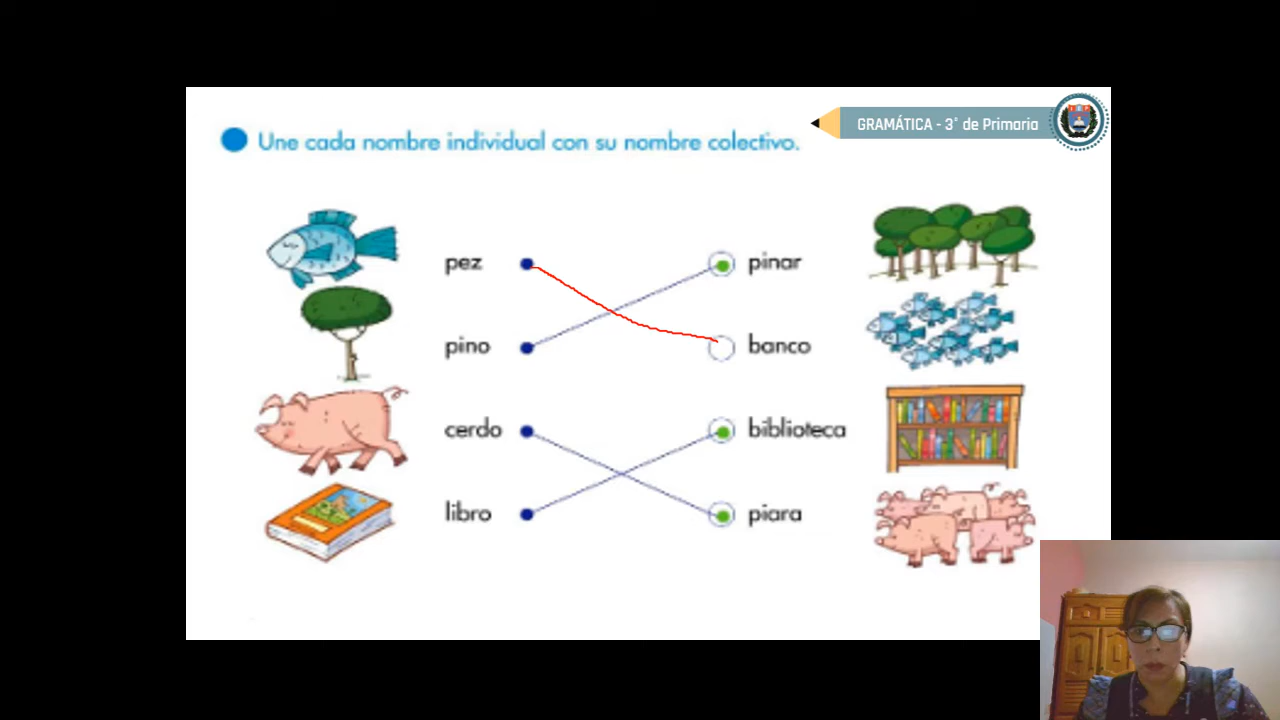 GRAMÁTICA - 3° de Primaria
Une cada nombre individual con su nombre colectivo.
pez
pinar
pino
banco
cerdo
biblioteca
libro
piara